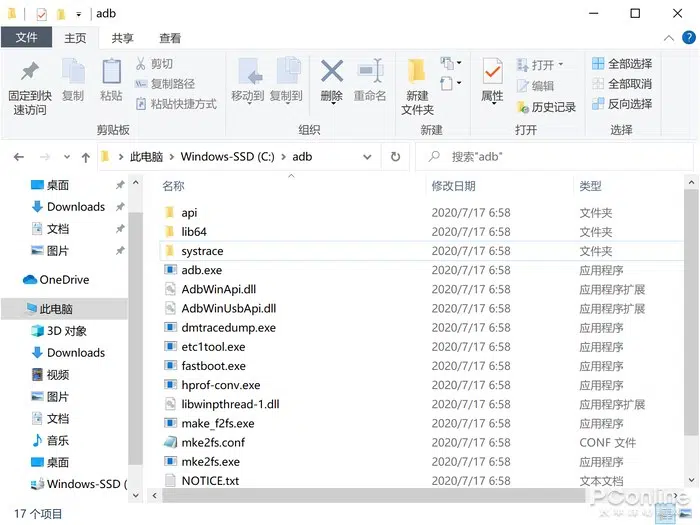 adb
文件 主页 共享 查看
固定到快速访问
复制
粘贴
剪切
复制路径
粘贴快捷方式
移动到
复制到
删除
重命名
新建文件夹
属性
打开
编辑
历史记录
全部选择
全部取消
反向选择
剪贴板 组织 新建 打开 选择
此电脑 Windows-SSD (C:) adb
搜索"adb"
名称 修改日期 类型
桌面
Downloads
文档
图片
OneDrive
此电脑
3D 对象
Downloads
视频
图片
文档
音乐
桌面
Windows-SSD (
api 2020/7/17 6:58 文件夹
lib64 2020/7/17 6:58 文件夹
systrace 2020/7/17 6:58 文件夹
adb.exe 2020/7/17 6:58 应用程序
AdbWinApi.dll 2020/7/17 6:58 应用程序扩展
AdbWinUsbApi.dll 2020/7/17 6:58 应用程序扩展
dmtracedump.exe 2020/7/17 6:58 应用程序
etc1tool.exe 2020/7/17 6:58 应用程序
fastboot.exe 2020/7/17 6:58 应用程序
hprof-conv.exe 2020/7/17 6:58 应用程序
libwinpthread-1.dll 2020/7/17 6:58 应用程序扩展
make_f2fs.exe 2020/7/17 6:58 应用程序
mke2fs.conf 2020/7/17 6:58 CONF 文件
mke2fs.exe 2020/7/17 6:58 应用程序
NOTICE.txt 2020/7/17 6:58 文本文档
17 个项目
PConline